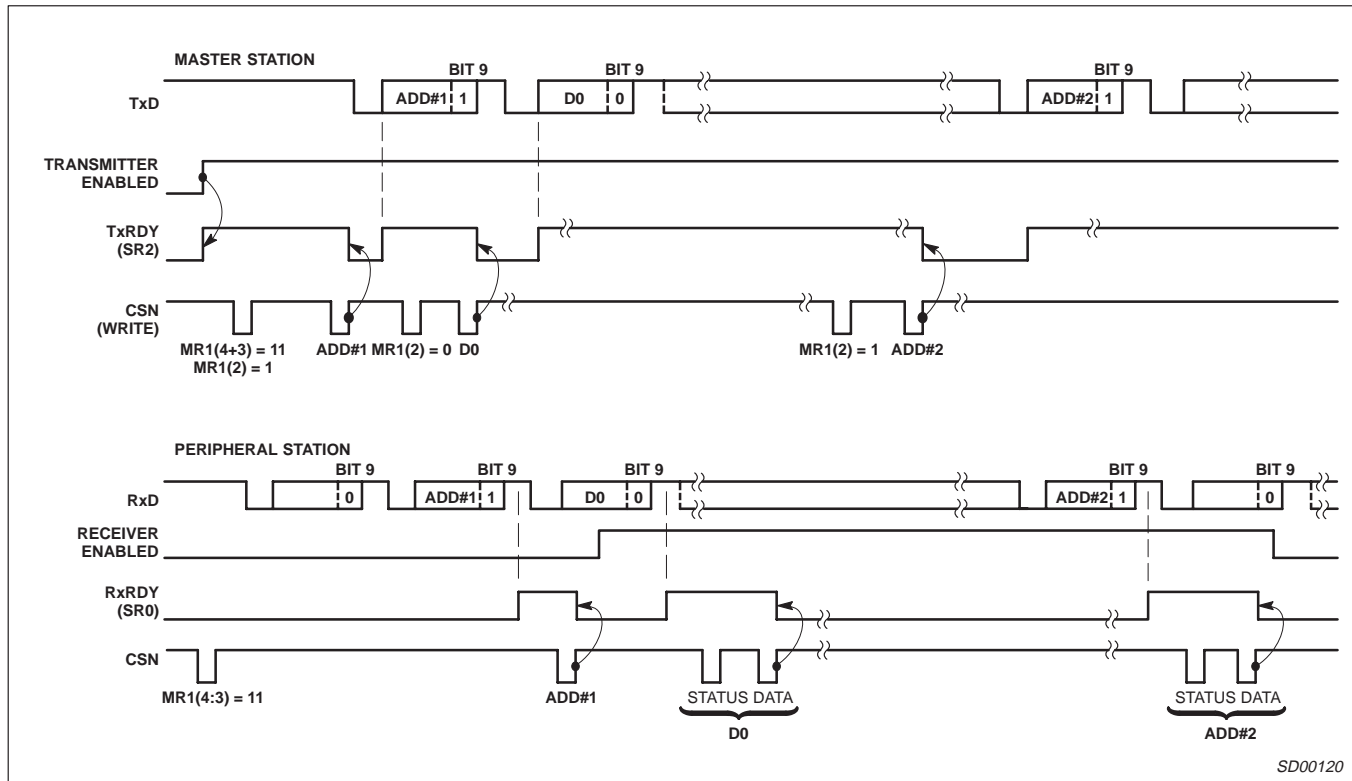 MASTER STATION
BIT 9
BIT 9
BIT 9
TxD
ADD#1
1
D0
0
ADD#2
1
TRANSMITTER
ENABLED
TxRDY
(SR2)
CSN
(WRITE)
MR1(4+3) = 11
MR1(2) = 1
ADD#1
MR1(2) = 0
D0
MR1(2) = 1
ADD#2
PERIPHERAL STATION
BIT 9
BIT 9
BIT 9
BIT 9
BIT 9
RxD
0
ADD#1
1
D0
0
ADD#2
1
0
RECEIVER
ENABLED
RxRDY
(SR0)
CSN
MR1(4:3) = 11
ADD#1
STATUS DATA
D0
STATUS DATA
ADD#2
SD00120